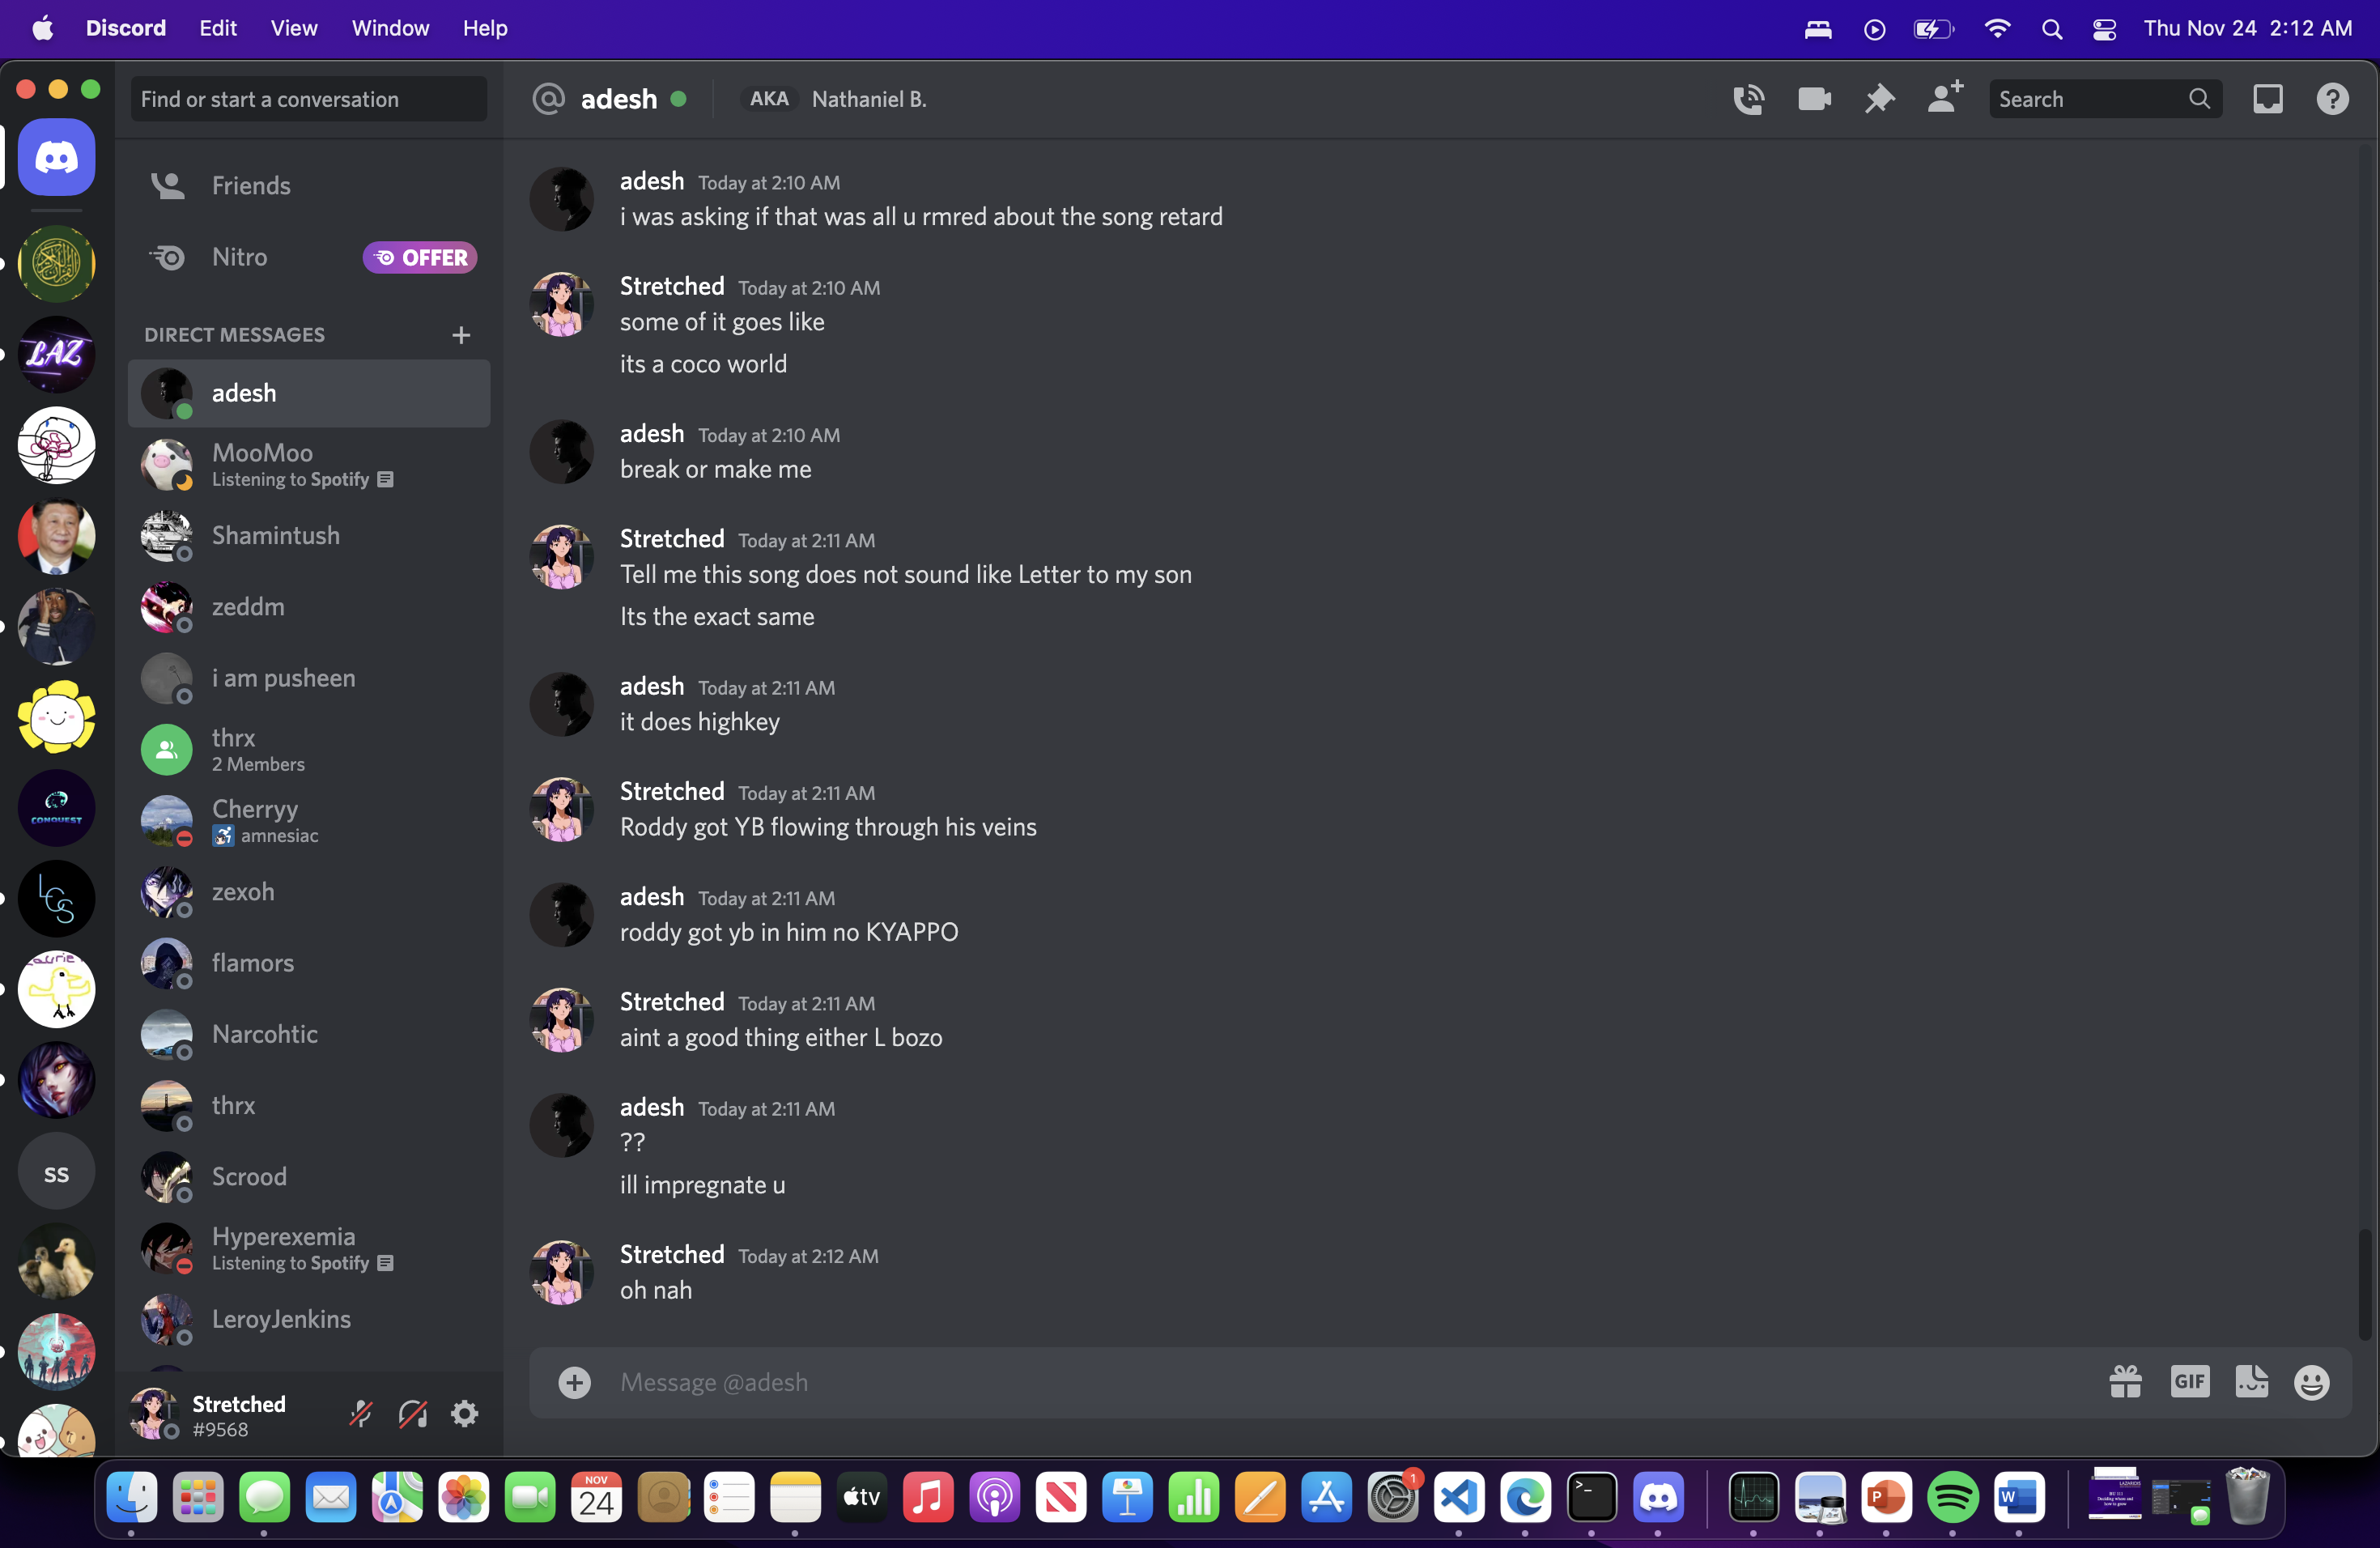 Discord Edit View Window Help Thu Nov 24 2:12 AM
Find or start a conversation
adesh AKA Nathaniel B. Search
Friends
Nitro OFFER
DIRECT MESSAGES
adesh
MooMoo
Listening to Spotify
Shamintush
zeddm
i am pusheen
thrx
2 Members
Cherryy
amnesiac
zexoh
flamors
Narcohtic
thrx
Scrood
Hyperexemia
Listening to Spotify
LeroyJenkins
Stretched
#9568
LAZ
CONQUEST
LCS
aurie
SS
adesh Today at 2:10 AM
i was asking if that was all u rmred about the song retard
Stretched Today at 2:10 AM
some of it goes like
its a coco world
adesh Today at 2:10 AM
break or make me
Stretched Today at 2:11 AM
Tell me this song does not sound like Letter to my son
Its the exact same
adesh Today at 2:11 AM
it does highkey
Stretched Today at 2:11 AM
Roddy got YB flowing through his veins
adesh Today at 2:11 AM
roddy got yb in him no KYAPPO
Stretched Today at 2:11 AM
aint a good thing either L bozo
adesh Today at 2:11 AM
??
ill impregnate u
Stretched Today at 2:12 AM
oh nah
Message @adesh
GIF
NOV
24
tv
1
P
W